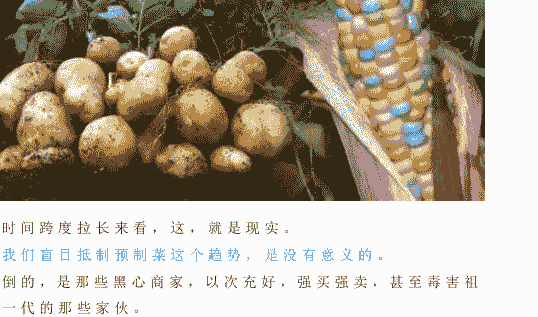 时间跨度拉长来看，这，就是现实。
我们盲目抵制预制菜这个趋势，是没有意义的。
倒的，是那些黑心商家，以次充好，强买强卖，甚至毒害祖
一代的那些家伙。